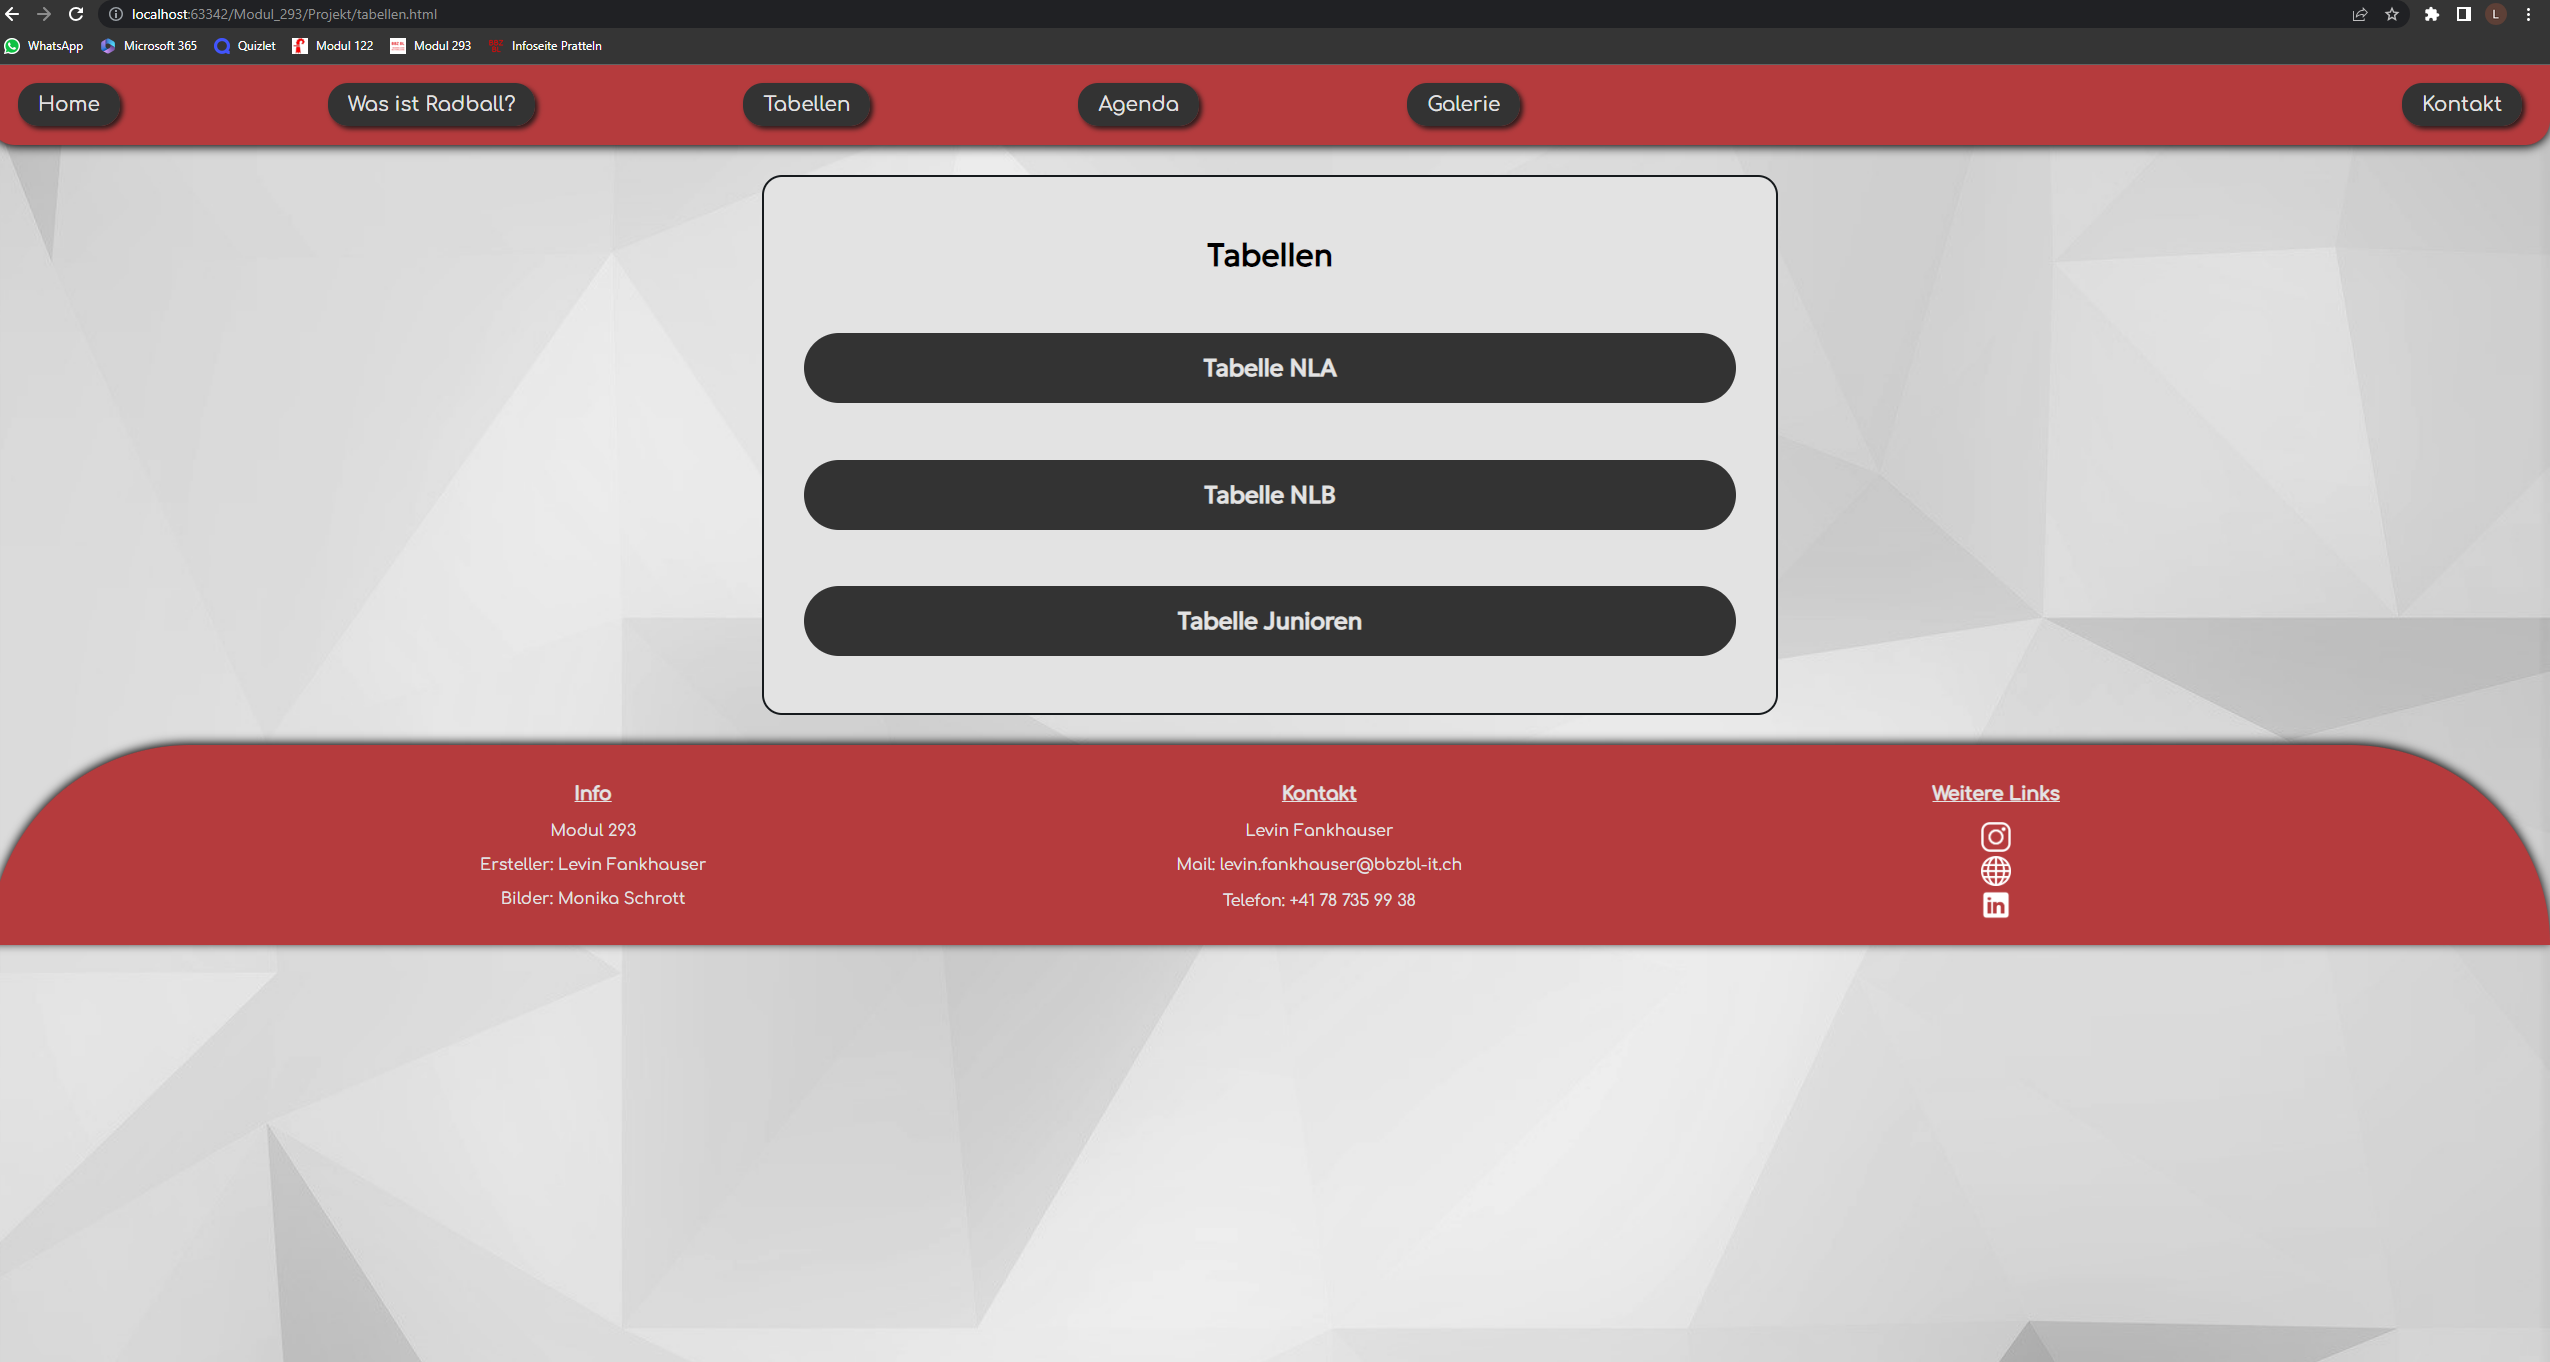 localhost:63342/Modul_293/Projekt/tabellen.html
L
WhatsApp Microsoft 365 Quizlet Modul 122 Modul 293 Infoseite Pratteln
Home Was ist Radball? Tabellen Agenda Galerie Kontakt
Tabellen
Tabelle NLA
Tabelle NLB
Tabelle Junioren
Info
Modul 293
Ersteller: Levin Fankhauser
Bilder: Monika Schrott
Kontakt
Levin Fankhauser
Mail: levin.fankhauser@bbzbl-it.ch
Telefon: +41 78 735 99 38
Weitere Links
in